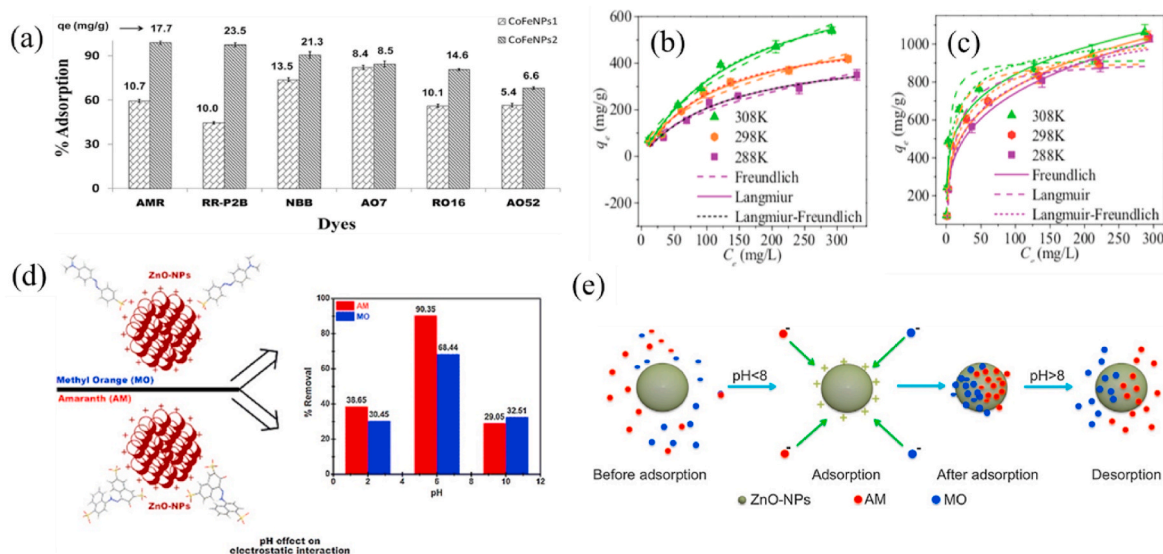 (a)
qe (mg/g)
CoFeNPs1
CoFeNPs2
% Adsorption
90
60
30
0
10.7
17.7
10.0
23.5
13.5
21.3
8.4
8.5
10.1
14.6
5.4
6.6
AMR
RR-P2B
NBB
AO7
RO16
AO52
Dyes
(b)
qe (mg/g)
600
400
200
0
-200
308K
298K
288K
Freundlich
Langmiur
Langmiur-Freundlich
0 50 100 150 200 250 300 350
Ce (mg/L)
(c)
qe (mg/g)
1000
800
600
400
200
308K
298K
288K
Freundlich
Langmuir
Langmuir-Freundlich
0 50 100 150 200 250 300
Ce (mg/L)
(d)
ZnO-NPs
Methyl Orange (MO)
Amaranth (AM)
ZnO-NPs
pH effect on
electrostatic interaction
% Removal
100
80
60
40
20
0
AM
MO
38.65
30.45
90.35
68.44
29.05
32.51
0 2 4 6 8 10 12
pH
(e)
pH<8
pH>8
Before adsorption
Adsorption
After adsorption
Desorption
ZnO-NPs
AM
MO